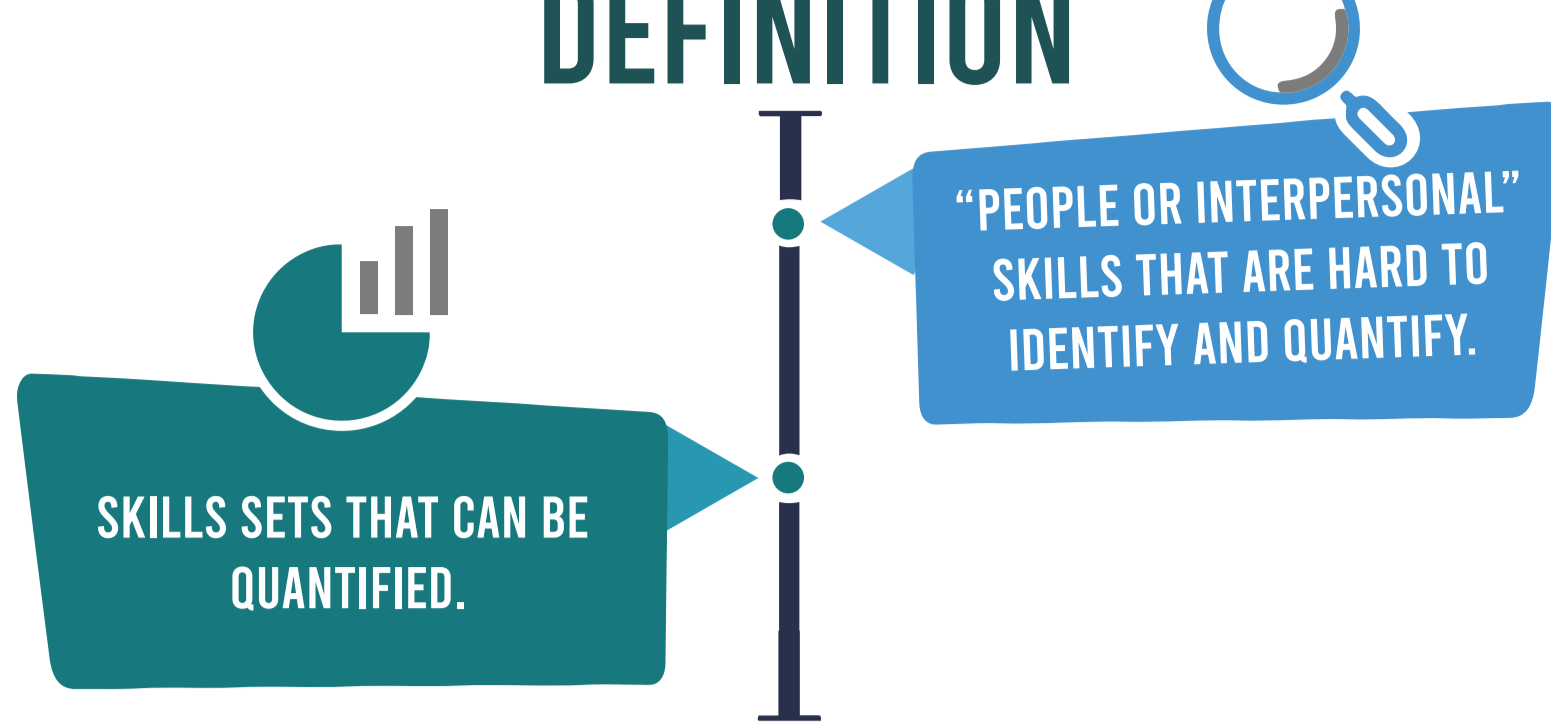 DEFINITION
“PEOPLE OR INTERPERSONAL”
SKILLS THAT ARE HARD TO
IDENTIFY AND QUANTIFY.
SKILLS SETS THAT CAN BE
QUANTIFIED.